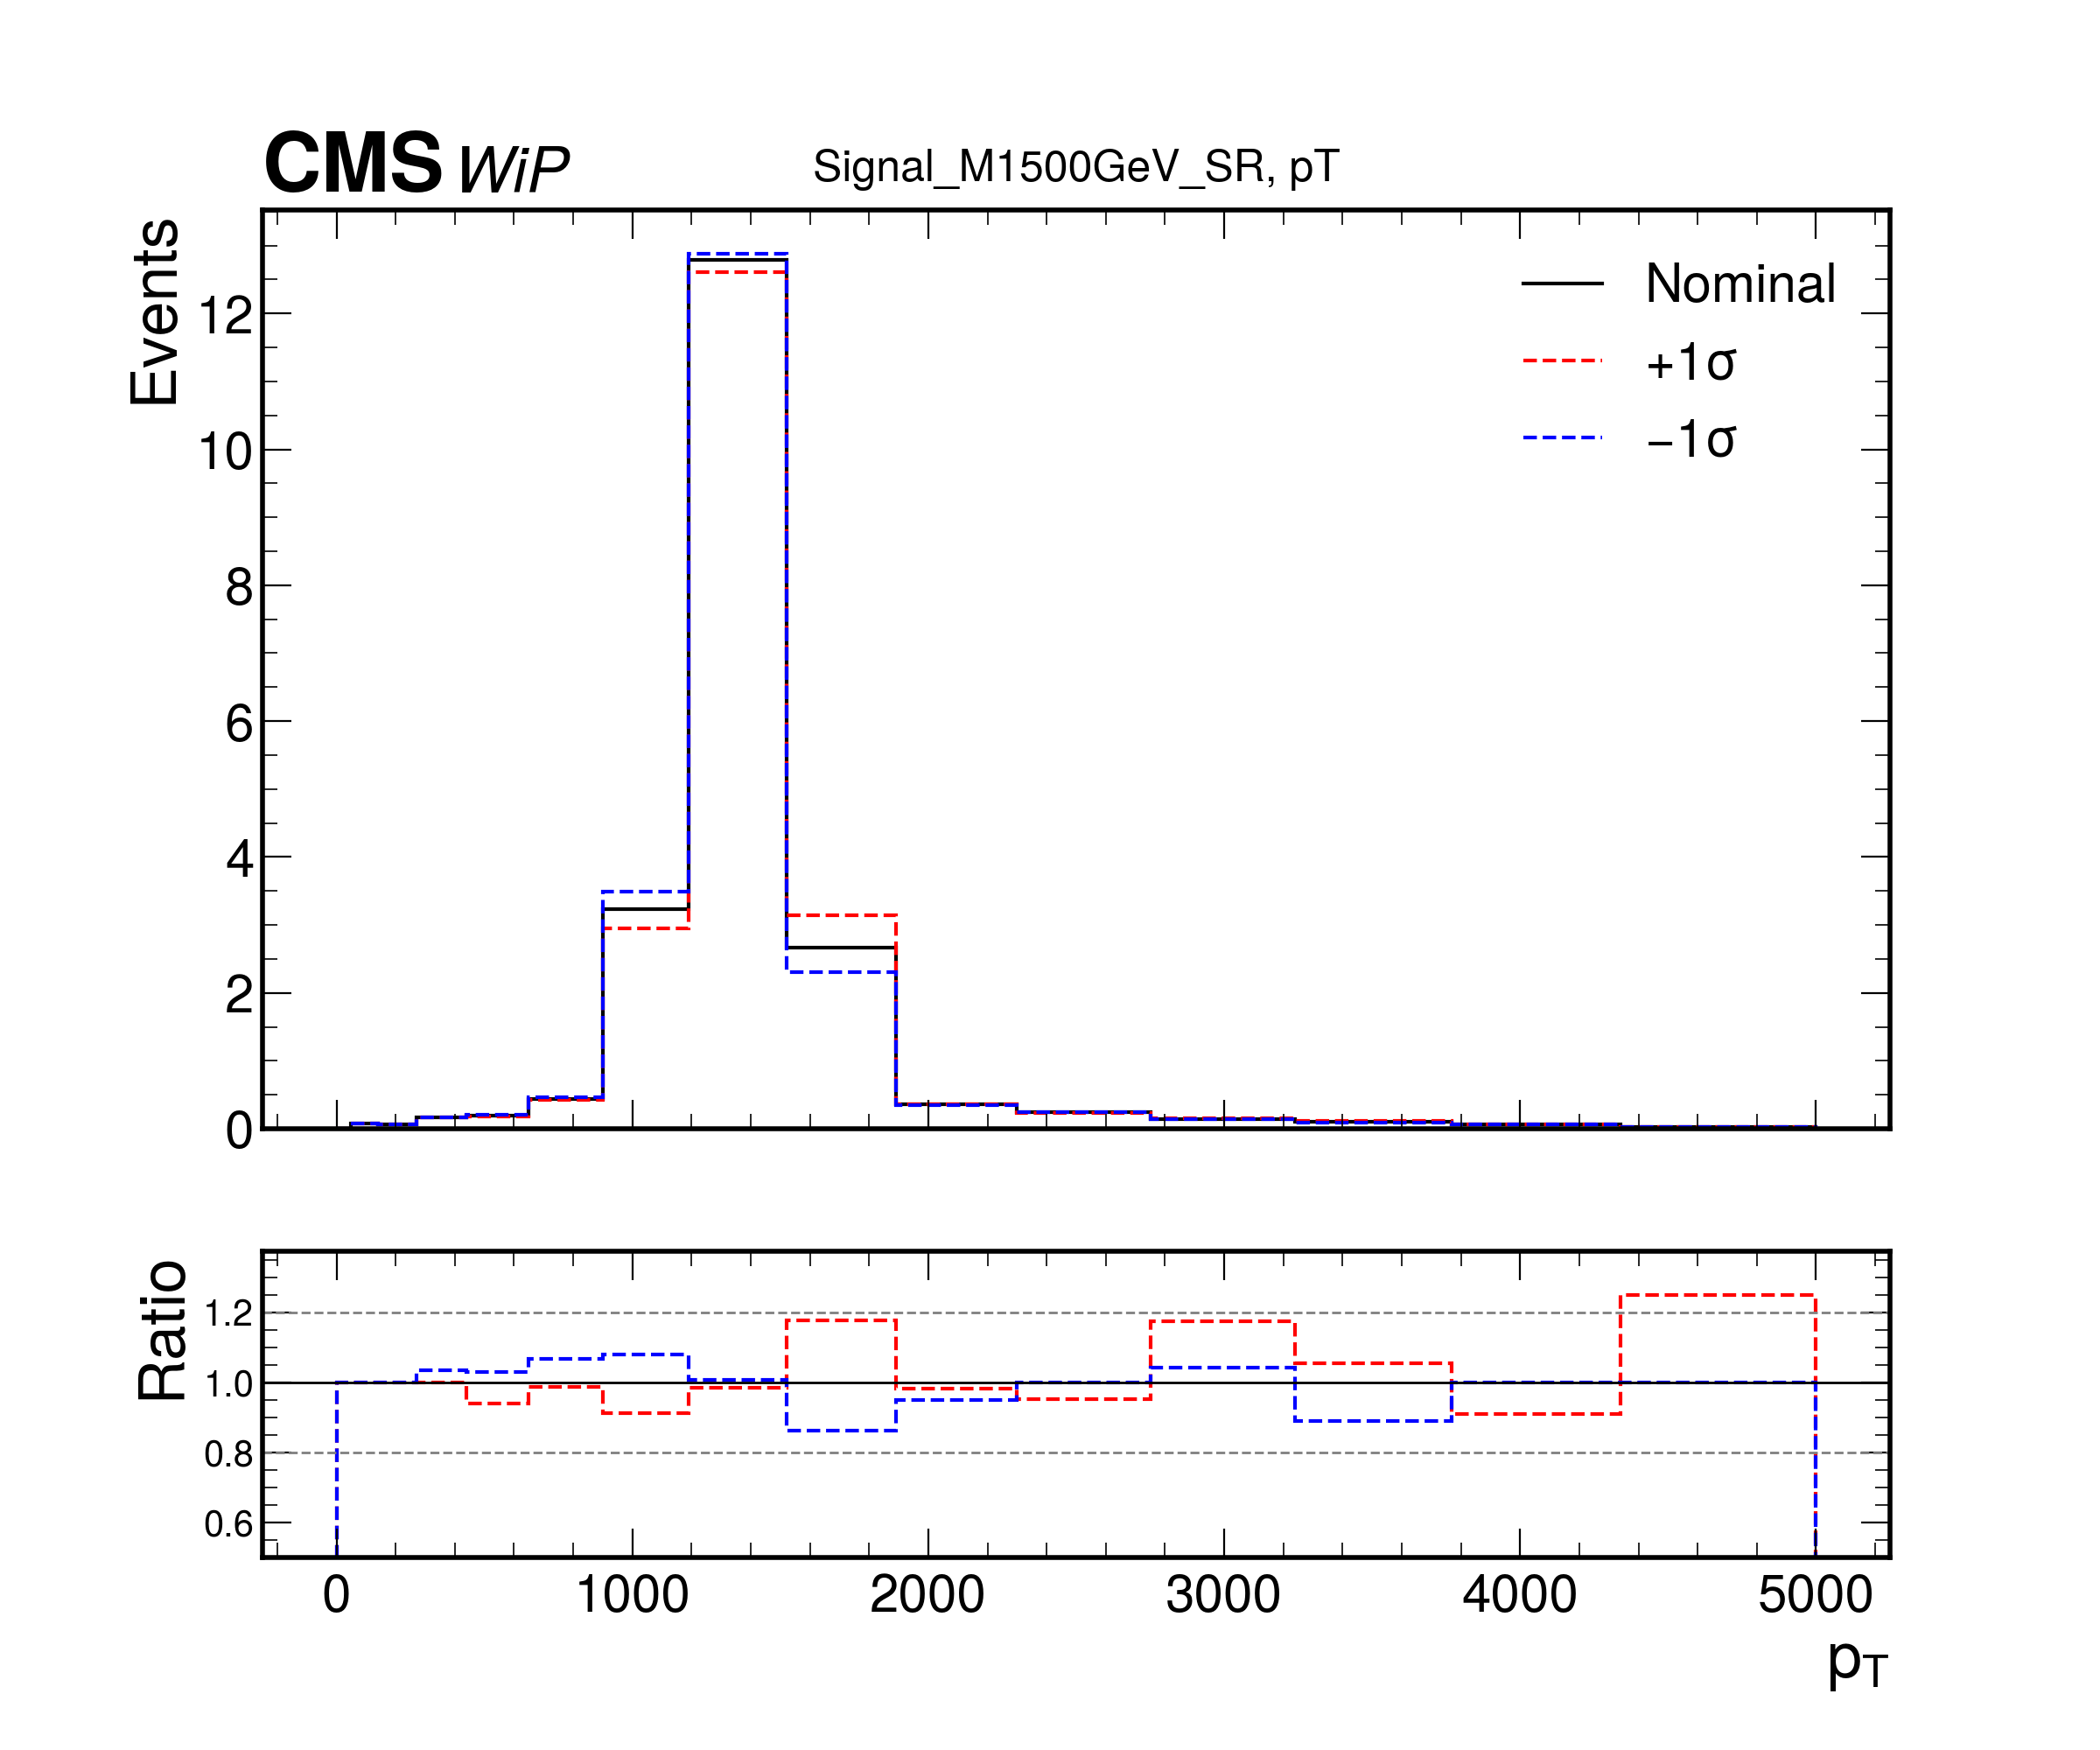 CMS WiP
Signal_M1500GeV_SR, pT
Events
12
10
8
6
4
2
0
Nominal
+1σ
−1σ
Ratio
1.2
1.0
0.8
0.6
0 1000 2000 3000 4000 5000
pT